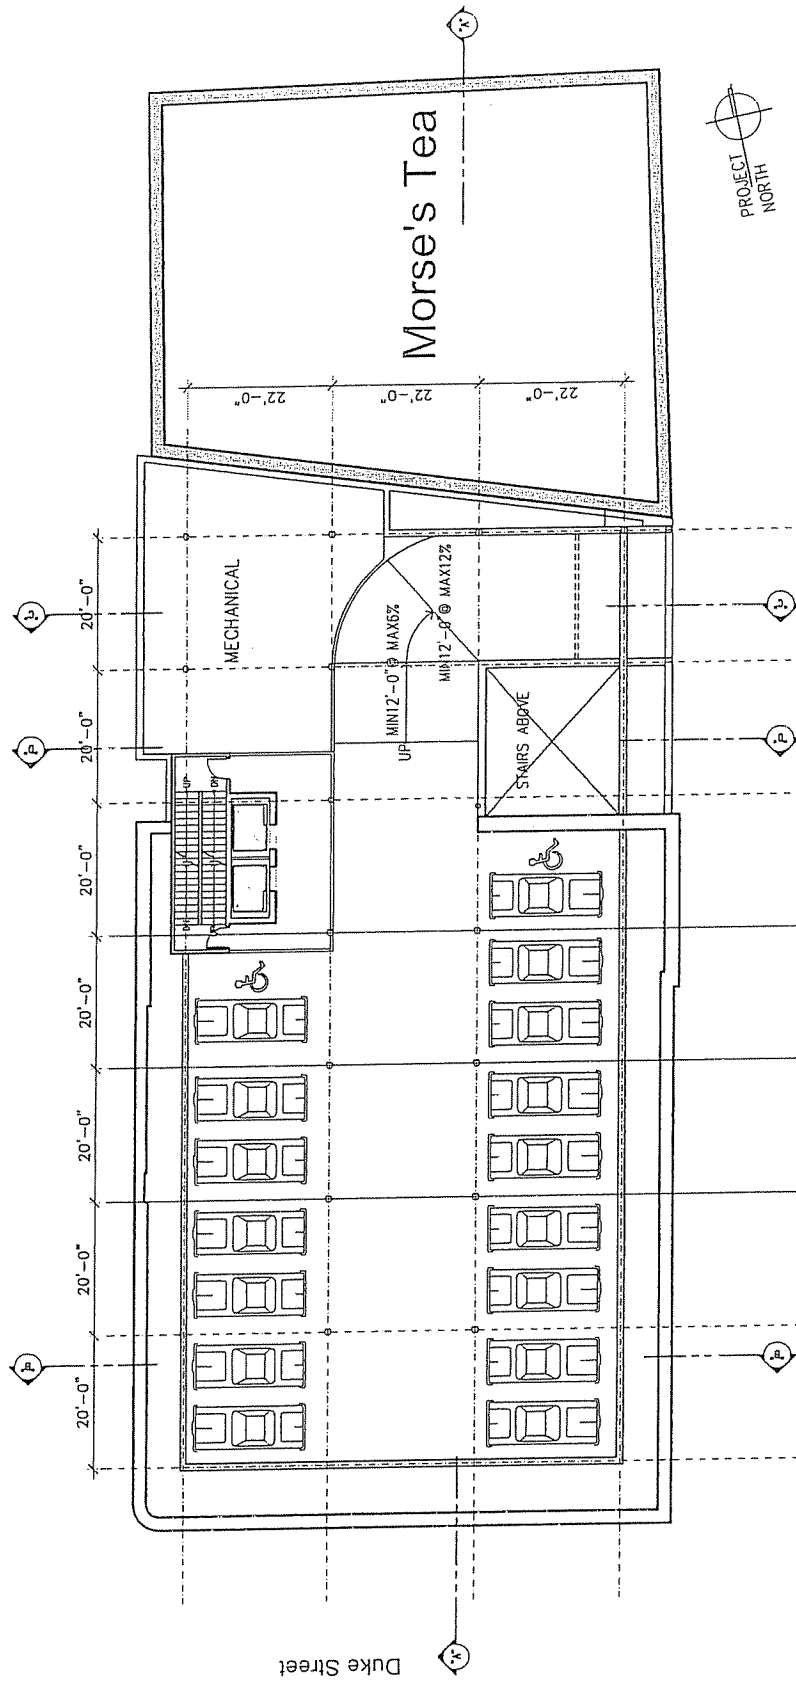 "A"
Morse's Tea
PROJECT
NORTH
22'-0"
22'-0"
22'-0"
20'-0"
20'-0"
20'-0"
20'-0"
20'-0"
20'-0"
20'-0"
"C"
"C"
"D"
"D"
"B"
"B"
MECHANICAL
MIN12'-0" @ MAX6%
MIN12'-0" @ MAX12%
UP
STAIRS ABOVE
UP
DN
"A"
Duke Street